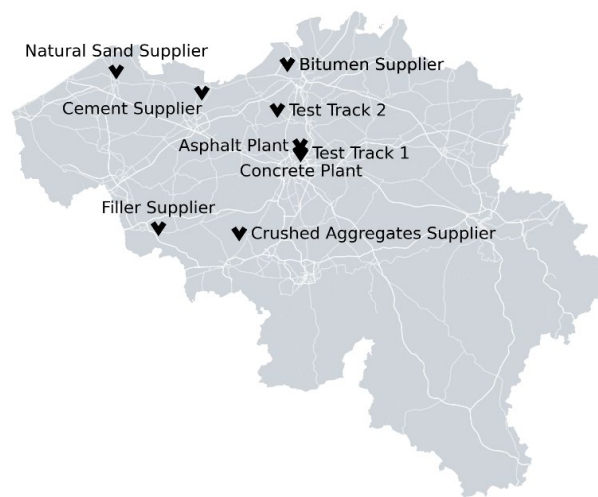 Natural Sand Supplier
Bitumen Supplier
Cement Supplier
Test Track 2
Asphalt Plant
Test Track 1
Concrete Plant
Filler Supplier
Crushed Aggregates Supplier